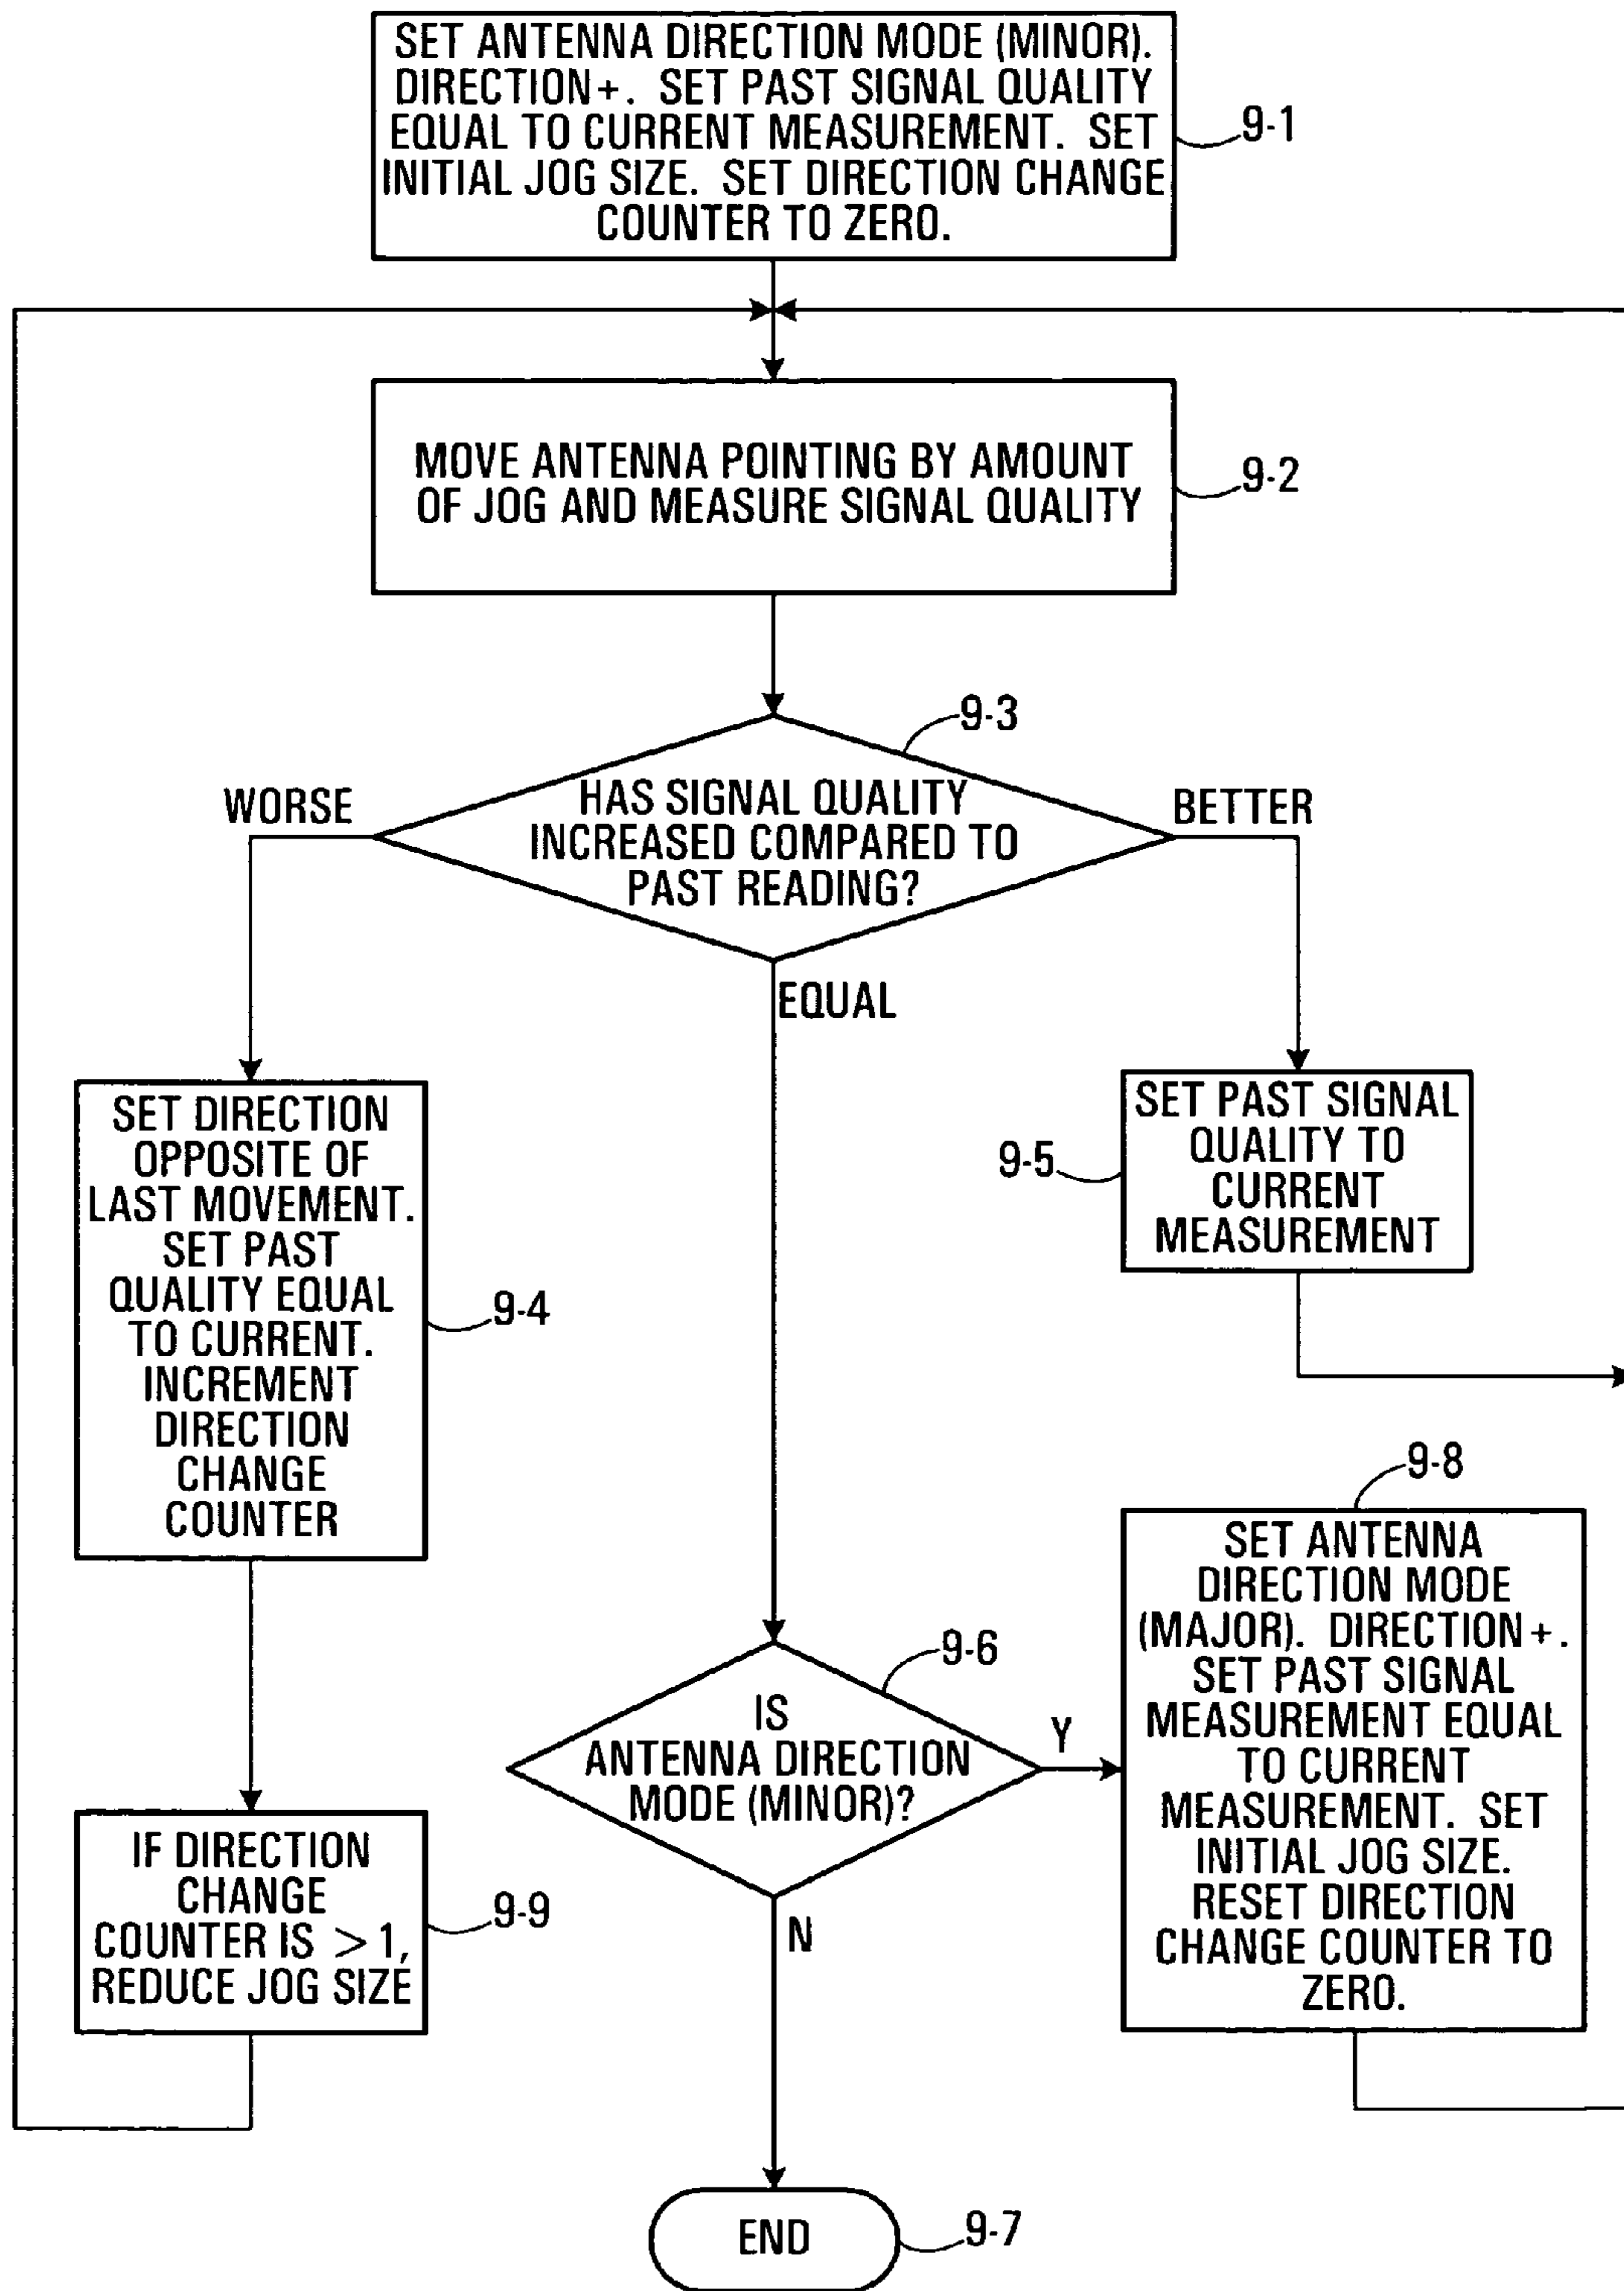 SET ANTENNA DIRECTION MODE (MINOR).
DIRECTION+. SET PAST SIGNAL QUALITY
EQUAL TO CURRENT MEASUREMENT. SET
INITIAL JOG SIZE. SET DIRECTION CHANGE
COUNTER TO ZERO.
9-1
MOVE ANTENNA POINTING BY AMOUNT
OF JOG AND MEASURE SIGNAL QUALITY
9-2
9-3
HAS SIGNAL QUALITY
INCREASED COMPARED TO
PAST READING?
WORSE
BETTER
EQUAL
SET DIRECTION
OPPOSITE OF
LAST MOVEMENT.
SET PAST
QUALITY EQUAL
TO CURRENT.
INCREMENT
DIRECTION
CHANGE
COUNTER
9-4
SET PAST SIGNAL
QUALITY TO
CURRENT
MEASUREMENT
9-5
9-6
IS
ANTENNA DIRECTION
MODE (MINOR)?
Y
N
9-8
SET ANTENNA
DIRECTION MODE
(MAJOR). DIRECTION+.
SET PAST SIGNAL
MEASUREMENT EQUAL
TO CURRENT
MEASUREMENT. SET
INITIAL JOG SIZE.
RESET DIRECTION
CHANGE COUNTER TO
ZERO.
IF DIRECTION
CHANGE
COUNTER IS >1,
REDUCE JOG SIZE
9-9
END
9-7